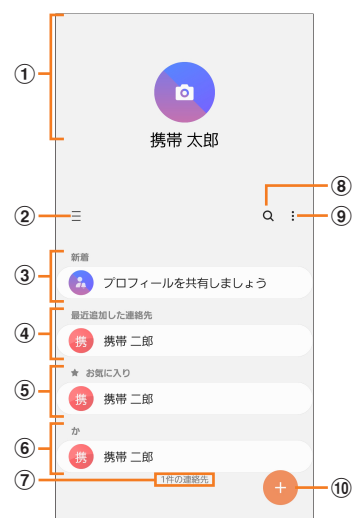 ①
携帯 太郎
⑧
② ⑨
新着
③ プロフィールを共有しましょう
最近追加した連絡先
④ 携 携帯 二郎
★ お気に入り
⑤ 携 携帯 二郎
か
⑥ 携 携帯 二郎
⑦ 1件の連絡先
⑩